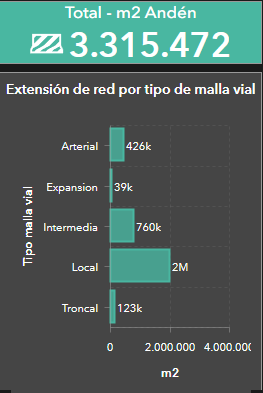 Total - m2 Andén
3.315.472
Extensión de red por tipo de malla vial
Tipo malla vial
Arterial
426k
Expansion
39k
Intermedia
760k
Local
2M
Troncal
123k
0
2.000.000
4.000.000
m2